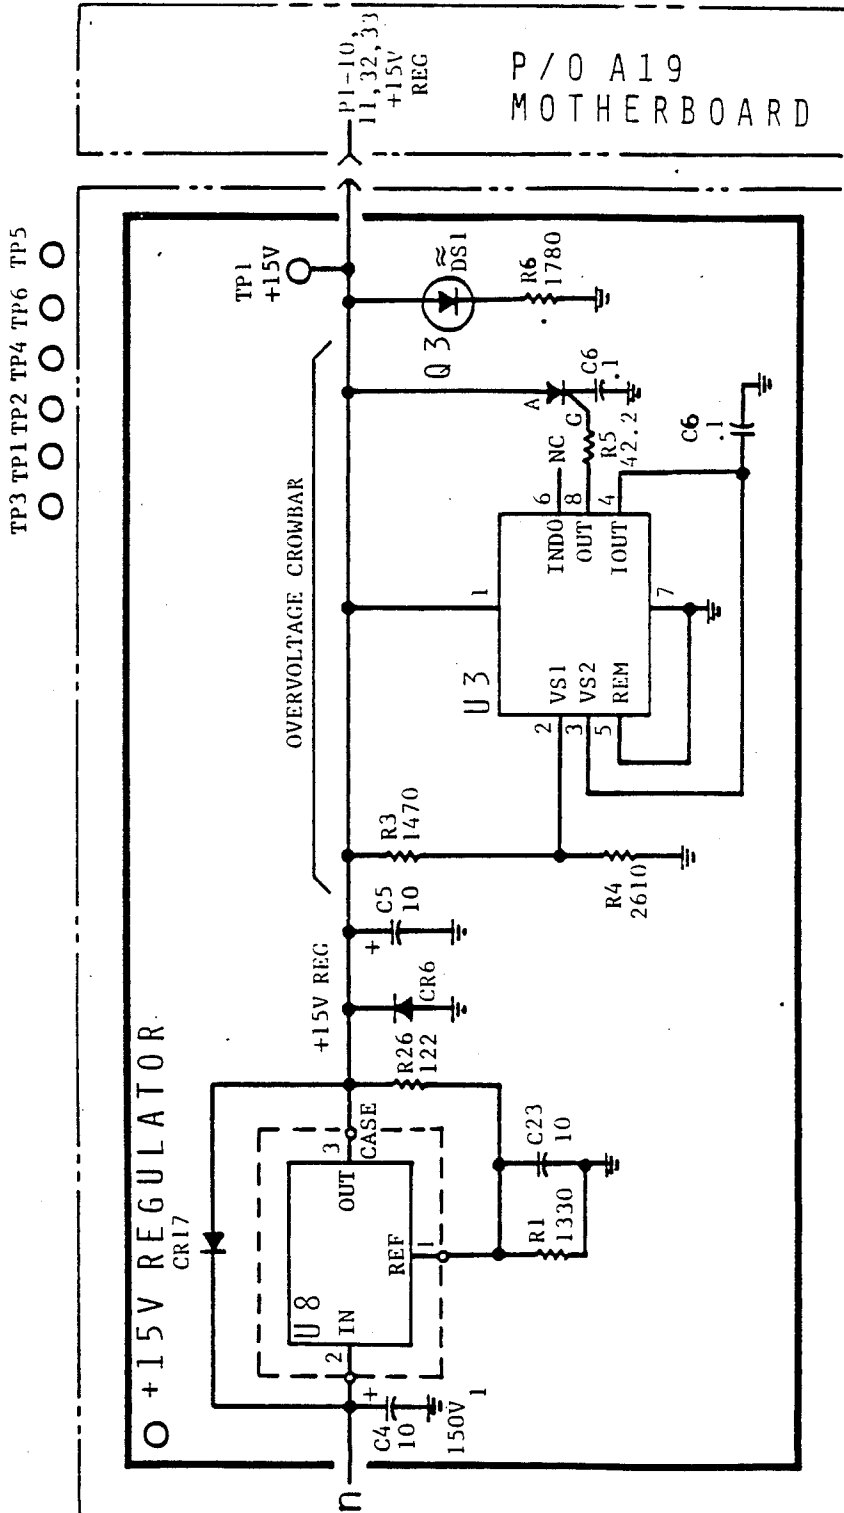 TP3 TP1 TP2 TP4 TP6 TP5
+15V REGULATOR
CR17
n
C4
10
150V
1
+
U8
IN
OUT
REF
2
3
1
CASE
R1
1330
C23
10
R26
122
+15V REG
CR6
+
C5
10
OVERVOLTAGE CROWBAR
R3
1470
R4
2610
U3
VS1
VS2
REM
INDO
OUT
IOUT
1
2
3
5
6
8
4
7
NC
R5
42.2
C6
.1
A
G
Q3
C6
.1
TP1
+15V
≈
DS1
R6
1780
P1-10,
11,32,33
+15V
REG
P/O A19
MOTHERBOARD